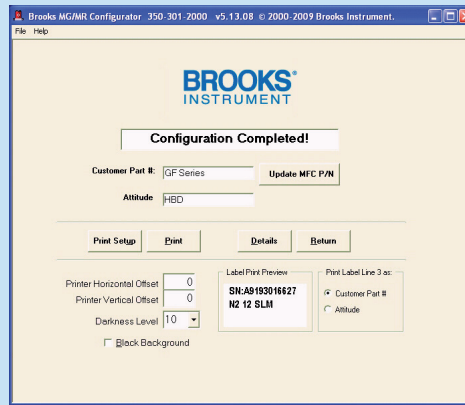 Brooks MG/MR Configurator 350-301-2000 v5.13.08 © 2000-2009 Brooks Instrument.
File Help
BROOKS®
INSTRUMENT
Configuration Completed!
Customer Part #: GF Series Update MFC P/N
Attitude HBD
Print Setup Print Details Return
Printer Horizontal Offset 0
Printer Vertical Offset 0
Darkness Level 10
Black Background
Label Print Preview
SN:A9193016627
N2 12 SLM
Print Label Line 3 as:
Customer Part #
Attitude